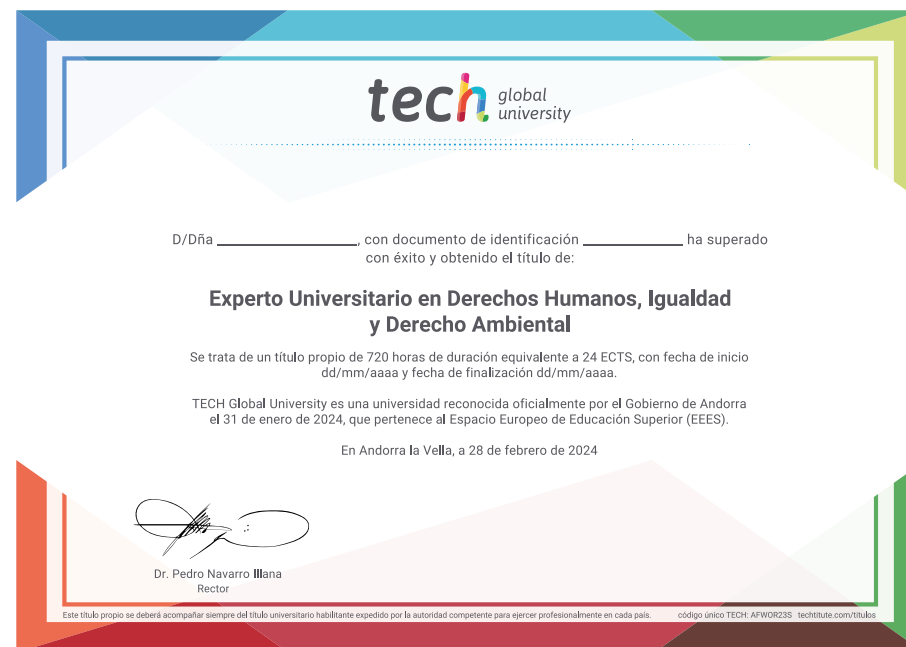 tech global university
D/Dña ________________, con documento de identificación ____________ ha superado
con éxito y obtenido el título de:
Experto Universitario en Derechos Humanos, Igualdad
y Derecho Ambiental
Se trata de un título propio de 720 horas de duración equivalente a 24 ECTS, con fecha de inicio
dd/mm/aaaa y fecha de finalización dd/mm/aaaa.
TECH Global University es una universidad reconocida oficialmente por el Gobierno de Andorra
el 31 de enero de 2024, que pertenece al Espacio Europeo de Educación Superior (EEES).
En Andorra la Vella, a 28 de febrero de 2024
Dr. Pedro Navarro Illana
Rector
Este título propio se deberá acompañar siempre del título universitario habilitante expedido por la autoridad competente para ejercer profesionalmente en cada país. código único TECH: AFWOR23S techtitute.com/titulos